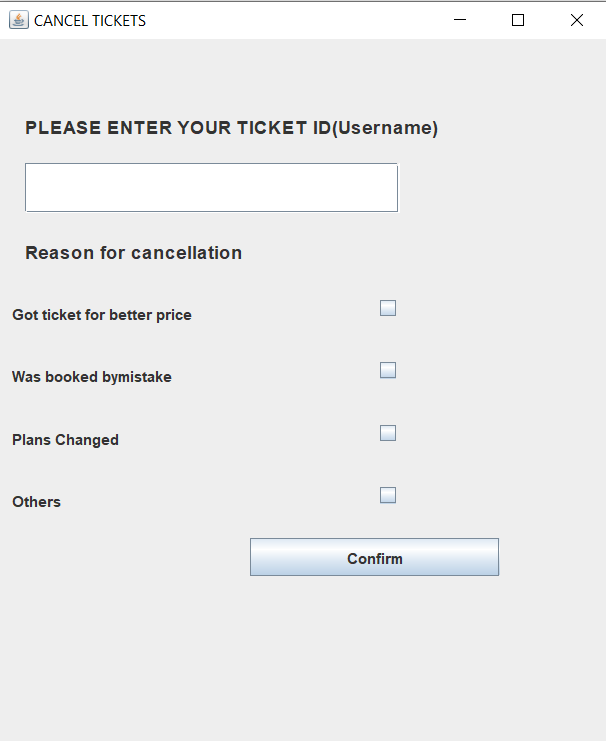 CANCEL TICKETS
PLEASE ENTER YOUR TICKET ID(Username)
Reason for cancellation
Got ticket for better price
Was booked bymistake
Plans Changed
Others
Confirm